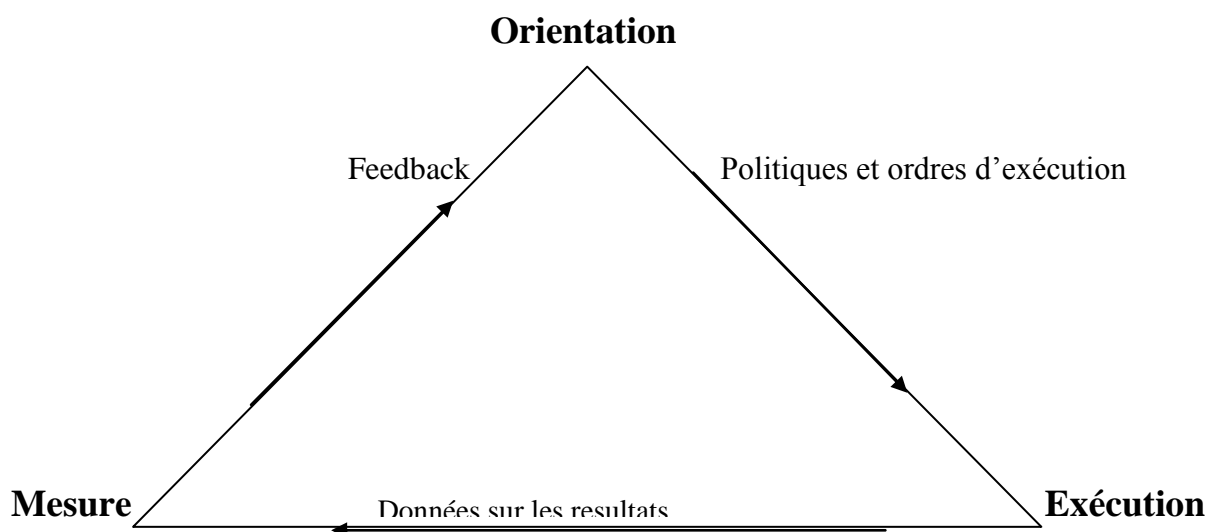 Orientation
Feedback
Politiques et ordres d’exécution
Mesure
Données sur les resultats
Exécution